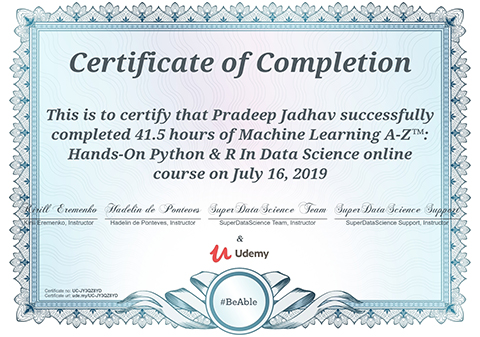 Certificate of Completion
This is to certify that Pradeep Jadhav successfully
completed 41.5 hours of Machine Learning A-Z™:
Hands-On Python & R In Data Science online
course on July 16, 2019
Kirill Eremenko Hadelin de Ponteves SuperDataScience Team SuperDataScience Support
Kirill Eremenko, Instructor Hadelin de Ponteves, Instructor SuperDataScience Team, Instructor SuperDataScience Support, Instructor
&
Udemy
Certificate no: UC-JY3QZ8YD
Certificate url: ude.my/UC-JY3QZ8YD
#BeAble